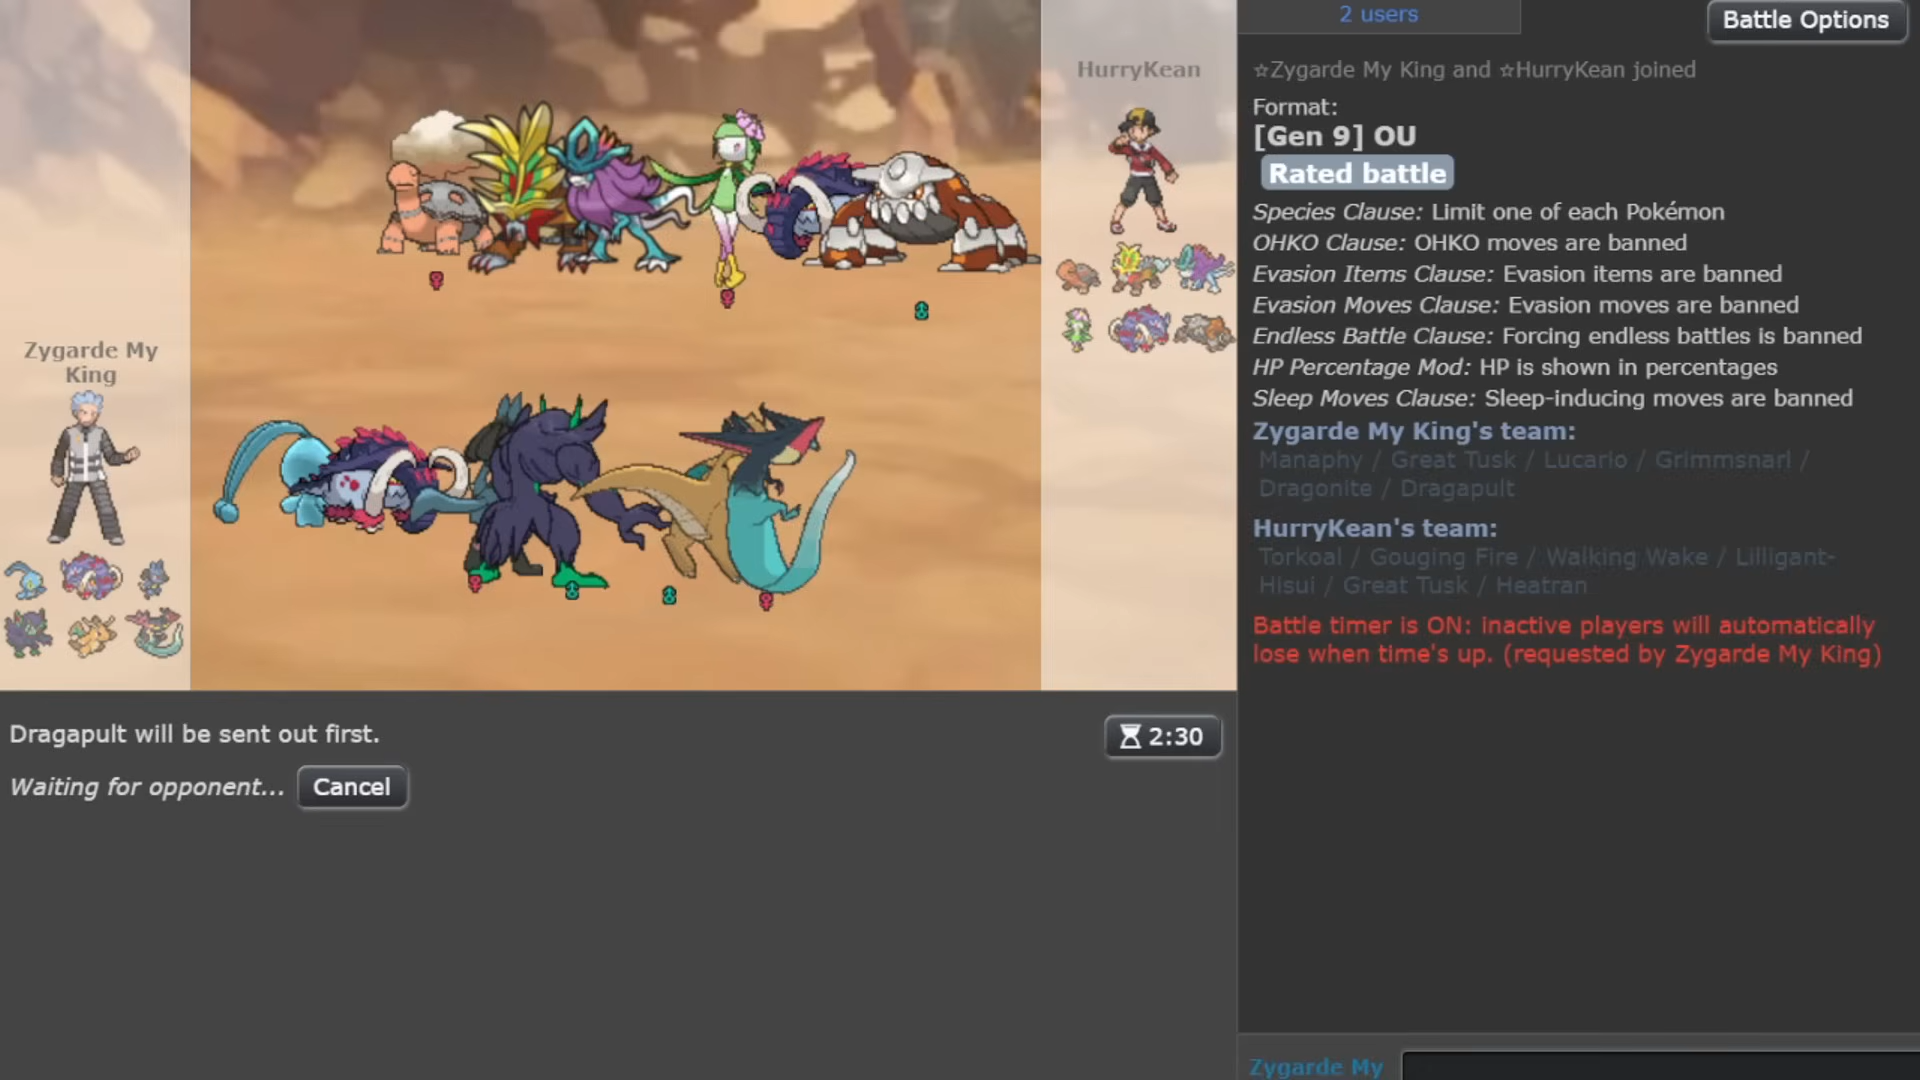 2 users
Battle Options
HurryKean
☆Zygarde My King and ☆HurryKean joined
Format:
[Gen 9] OU
Rated battle
Species Clause: Limit one of each Pokémon
OHKO Clause: OHKO moves are banned
Evasion Items Clause: Evasion items are banned
Evasion Moves Clause: Evasion moves are banned
Endless Battle Clause: Forcing endless battles is banned
HP Percentage Mod: HP is shown in percentages
Sleep Moves Clause: Sleep-inducing moves are banned
Zygarde My King's team:
Manaphy / Great Tusk / Lucario / Grimmsnarl /
Dragonite / Dragapult
HurryKean's team:
Torkoal / Gouging Fire / Walking Wake / Lilligant-
Hisui / Great Tusk / Heatran
Battle timer is ON: inactive players will automatically
lose when time's up. (requested by Zygarde My King)
Zygarde My
King
Dragapult will be sent out first.
2:30
Waiting for opponent...
Cancel
Zygarde My